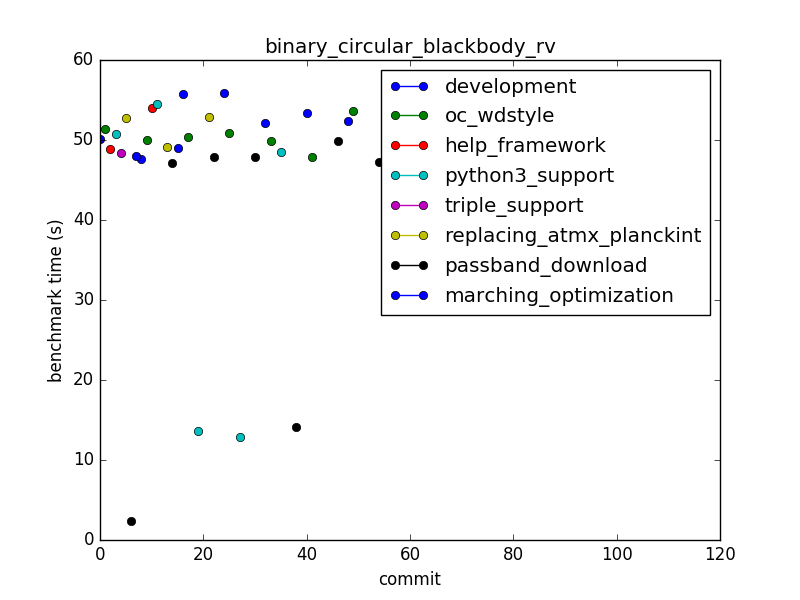 binary_circular_blackbody_rv
60
50
40
30
20
10
0
benchmark time (s)
development
oc_wdstyle
help_framework
python3_support
triple_support
replacing_atmx_planckint
passband_download
marching_optimization
0 20 40 60 80 100 120
commit